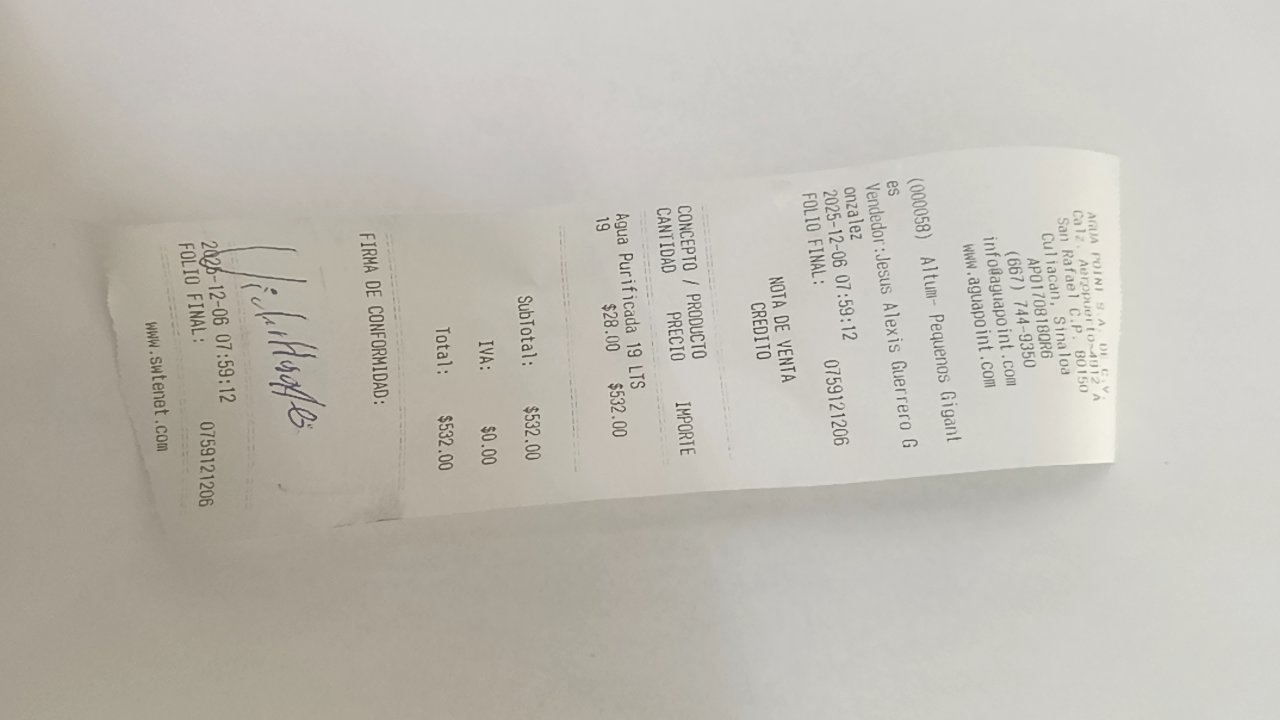 AGUA POINT S.A. DE C.V.
Calz. Aeropuerto 4912 A
San Rafael C.P. 80150
Culiacan, Sinaloa
APO1708180R6
(667) 744-9350
info@aguapoint.com
www.aguapoint.com
(000058) Altum- Pequenos Gigant
es
Vendedor:Jesus Alexis Guerrero G
onzalez
2025-12-06 07:59:12 0759121206
FOLIO FINAL:
NOTA DE VENTA
CREDITO
CONCEPTO / PRODUCTO
CANTIDAD PRECIO IMPORTE
Agua Purificada 19 LTS
19 $28.00 $532.00
SubTotal: $532.00
IVA: $0.00
Total: $532.00
FIRMA DE CONFORMIDAD:
2025-12-06 07:59:12 0759121206
FOLIO FINAL:
www.swtenet.com